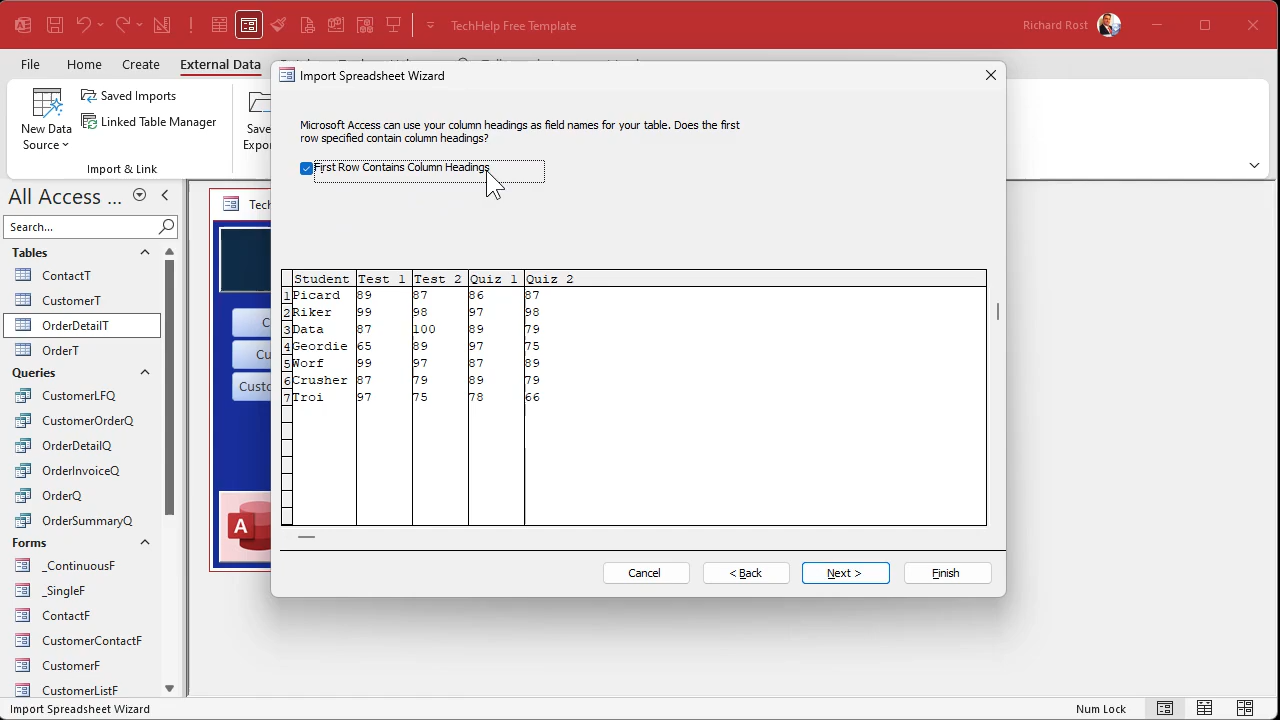 TechHelp Free Template
Richard Rost
File Home Create External Data
New Data Source
Saved Imports
Linked Table Manager
Import & Link
All Access ...
Search...
Tables
ContactT
CustomerT
OrderDetailT
OrderT
Queries
CustomerLFQ
CustomerOrderQ
OrderDetailQ
OrderInvoiceQ
OrderQ
OrderSummaryQ
Forms
_ContinuousF
_SingleF
ContactF
CustomerContactF
CustomerF
CustomerListF
A
Import Spreadsheet Wizard
Microsoft Access can use your column headings as field names for your table. Does the first
row specified contain column headings?
First Row Contains Column Headings
Student Test 1 Test 2 Quiz 1 Quiz 2
1 Picard 89 87 86 87
2 Riker 99 98 97 98
3 Data 87 100 89 79
4 Geordie 65 89 97 75
5 Worf 99 97 87 89
6 Crusher 87 79 89 79
7 Troi 97 75 78 66
Cancel < Back Next > Finish
Import Spreadsheet Wizard
Num Lock